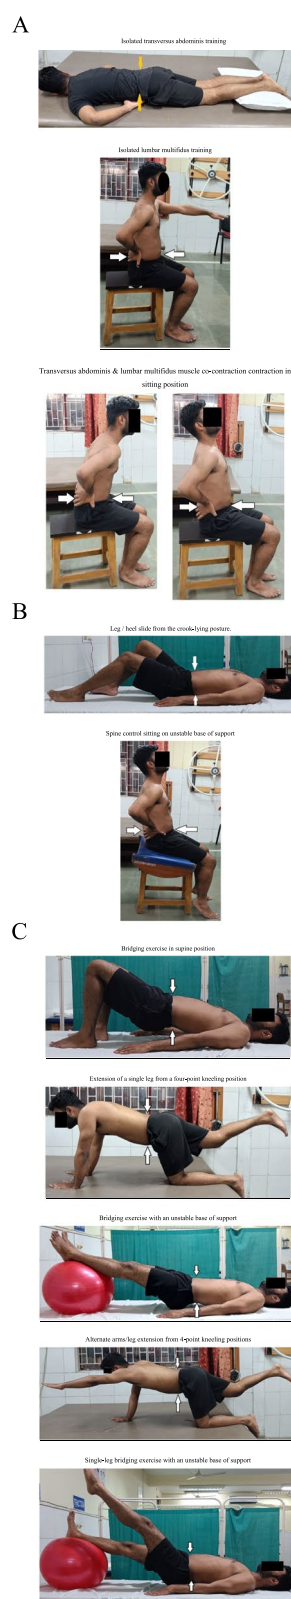 A
Isolated transversus abdominis training
Isolated lumbar multifidus training
Transversus abdominis & lumbar multifidus muscle co-contraction contraction in
sitting position
B
Leg / heel slide from the crook-lying posture.
Spine control sitting on unstable base of support
C
Bridging exercise in supine position
Extension of a single leg from a four-point kneeling position
Bridging exercise with an unstable base of support
Alternate arms/leg extension from 4-point kneeling positions
Single-leg bridging exercise with an unstable base of support